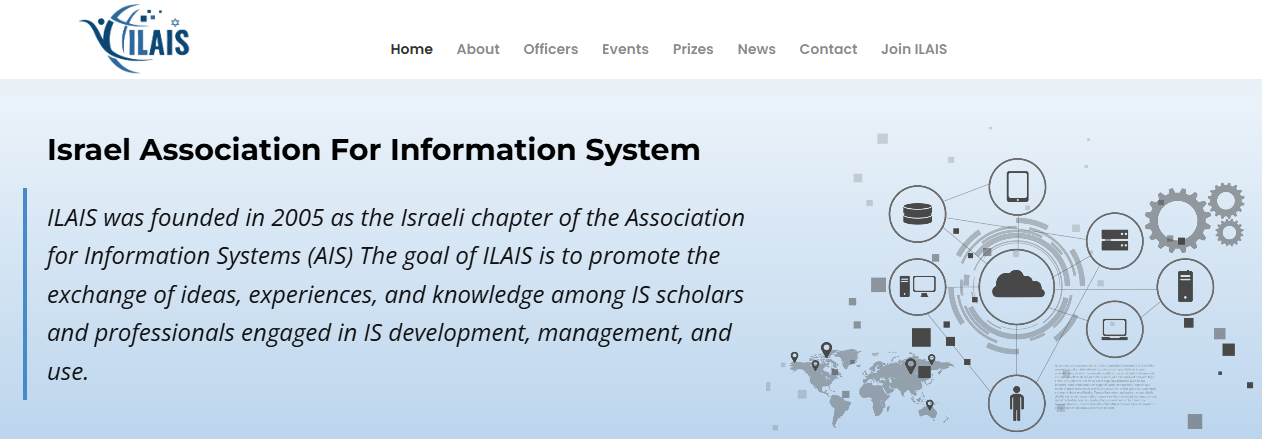 ILAIS
Home About Officers Events Prizes News Contact Join ILAIS
Israel Association For Information System
ILAIS was founded in 2005 as the Israeli chapter of the Association
for Information Systems (AIS) The goal of ILAIS is to promote the
exchange of ideas, experiences, and knowledge among IS scholars
and professionals engaged in IS development, management, and
use.